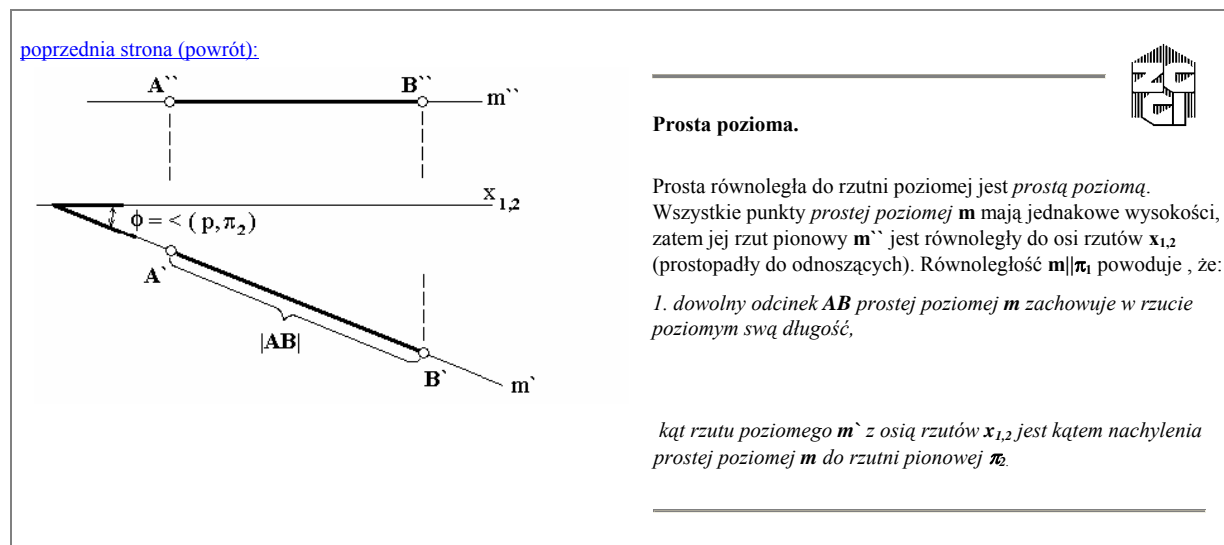 poprzednia strona (powrót):
A`` B`` m``
x1,2
ϕ = < ( p, π2)
A`
|AB|
B`
m`
Prosta pozioma.
Prosta równoległa do rzutni poziomej jest prostą poziomą.
Wszystkie punkty prostej poziomej m mają jednakowe wysokości,
zatem jej rzut pionowy m`` jest równoległy do osi rzutów x1,2
(prostopadły do odnoszących). Równoległość m||π1 powoduje , że:
1. dowolny odcinek AB prostej poziomej m zachowuje w rzucie
poziomym swą długość,
kąt rzutu poziomego m` z osią rzutów x1,2 jest kątem nachylenia
prostej poziomej m do rzutni pionowej π2.